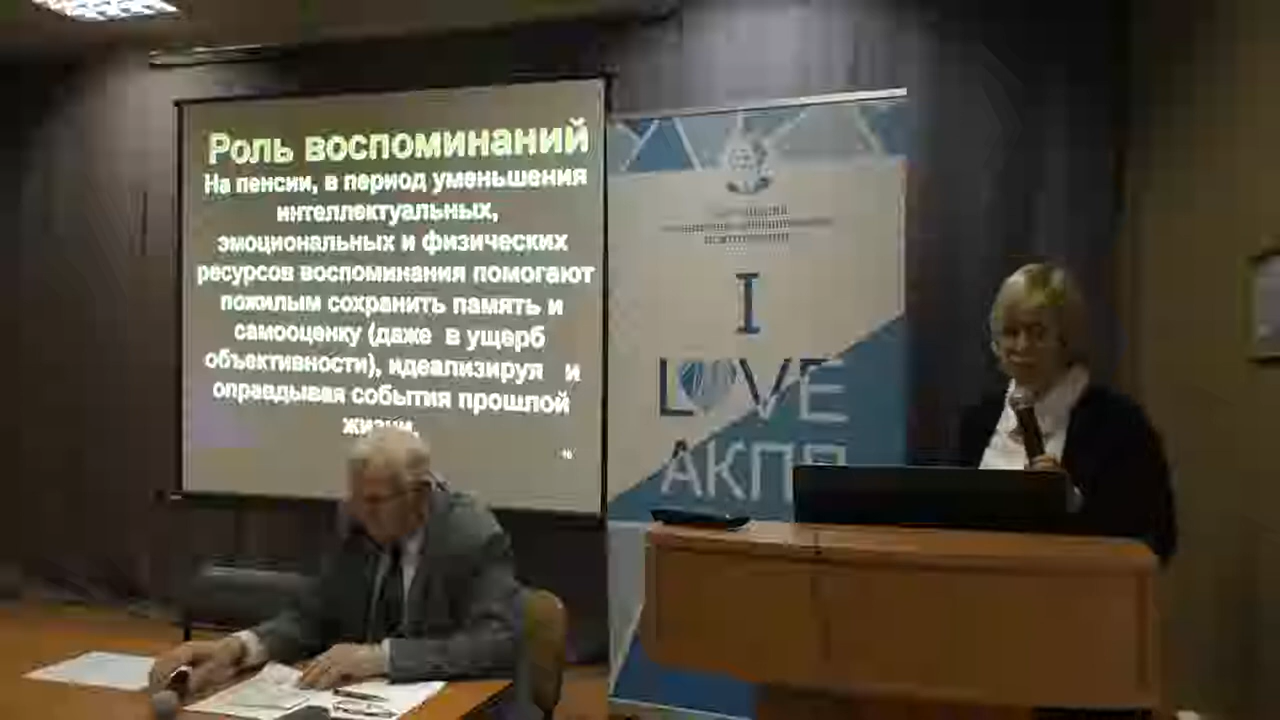 Роль воспоминаний
На пенсии, в период уменьшения
интеллектуальных,
эмоциональных и физических
ресурсов воспоминания помогают
пожилым сохранить память и
самооценку (даже в ущерб
объективности), идеализируя и
оправдывая события прошлой
жизни.
I
LOVE
АКПП